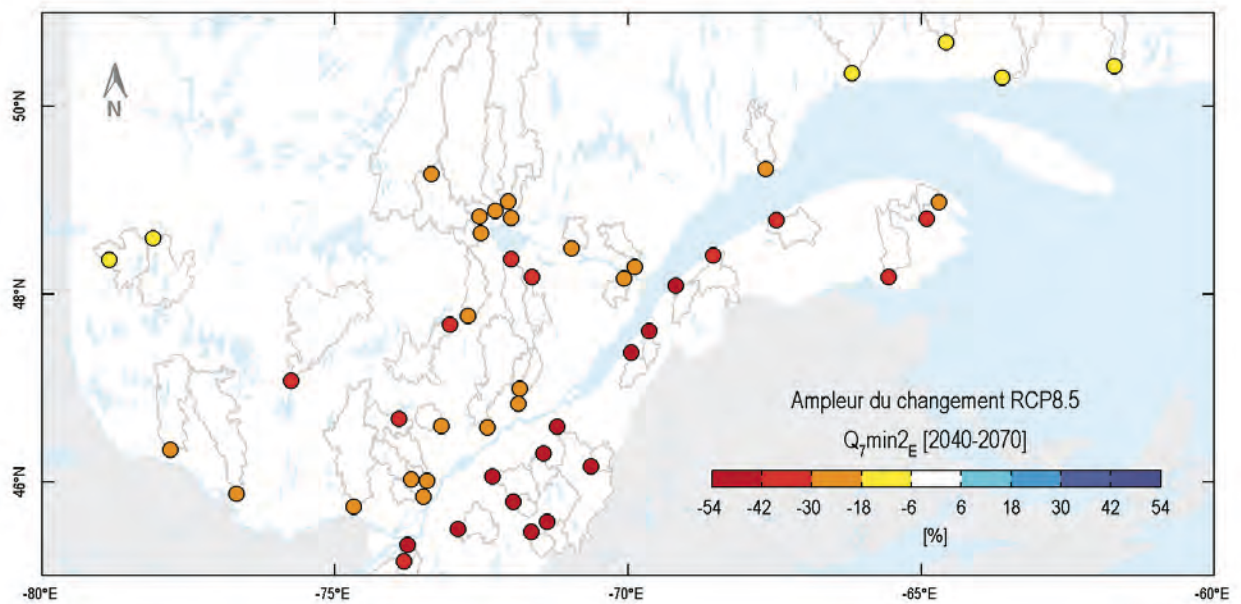 50°N
48°N
46°N
N
Ampleur du changement RCP8.5
Q₇min2E [2040-2070]
-54 -42 -30 -18 -6 6 18 30 42 54
[%]
-80°E -75°E -70°E -65°E -60°E